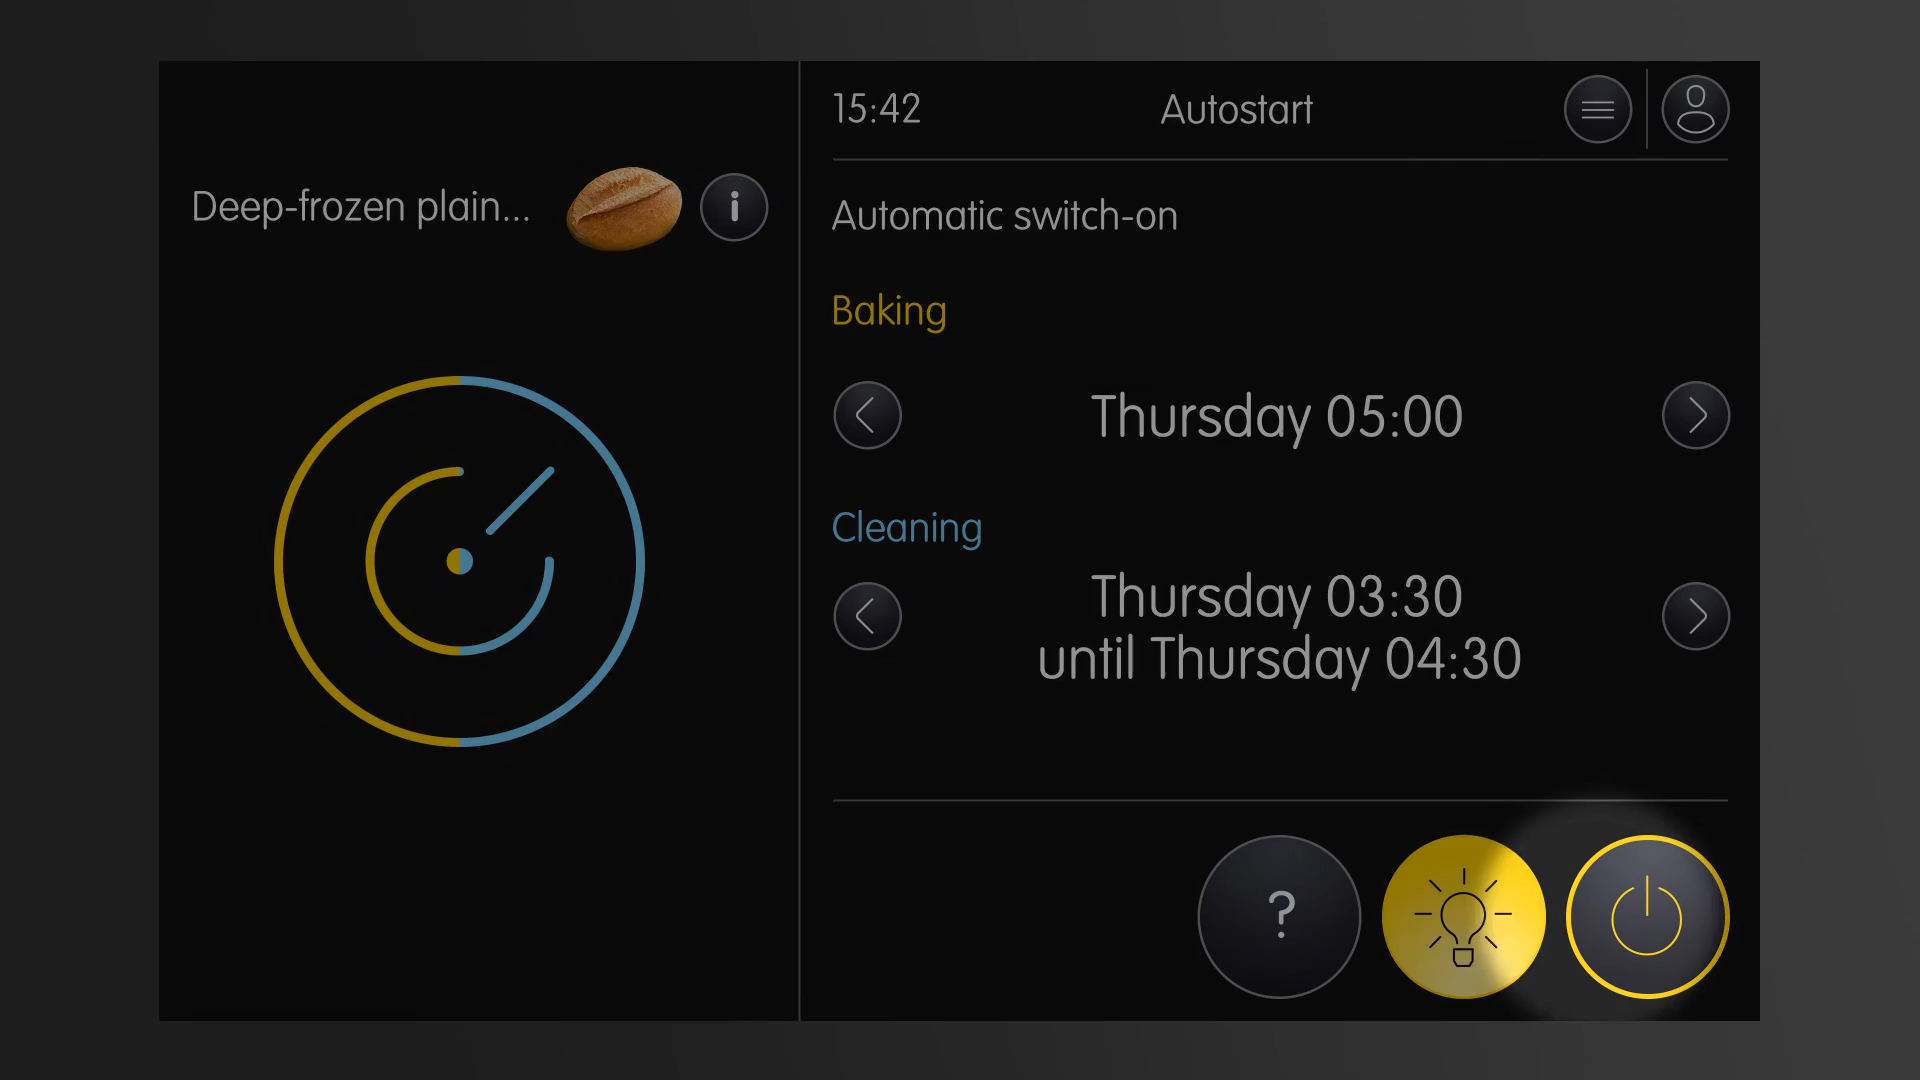 Deep-frozen plain...
i
15:42
Autostart
Automatic switch-on
Baking
Thursday 05:00
Cleaning
Thursday 03:30
until Thursday 04:30
?